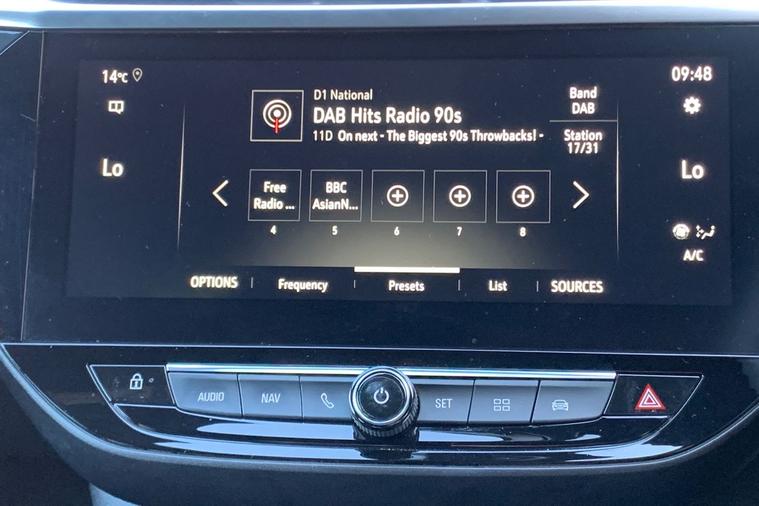 14°C
09:48
D1 National
DAB Hits Radio 90s
11D On next - The Biggest 90s Throwbacks! -
Band
DAB
Station
17/31
Lo
Lo
Free
Radio ...
BBC
AsianN...
4
5
6
7
8
A/C
OPTIONS
Frequency
Presets
List
SOURCES
AUDIO
NAV
SET